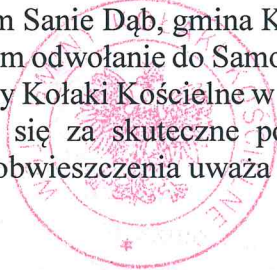 m Sanie Dąb, gmina K
m odwołanie do Samo
y Kołaki Kościelne w
się za skuteczne po
obwieszczenia uważa